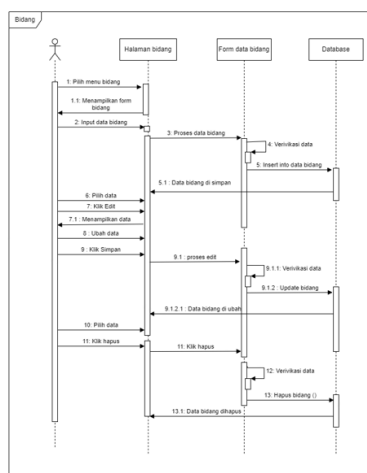 Bidang
Halaman bidang
Form data bidang
Database
1: Pilih menu bidang
1.1: Menampilkan form
bidang
2: Input data bidang
3: Proses data bidang
4: Verivikasi data
5: Insert into data bidang
5.1 : Data bidang di simpan
6: Pilih data
7: Klik Edit
7.1 : Menampilkan data
8 : Ubah data
9 : Klik Simpan
9.1 : proses edit
9.1.1: Verivikasi data
9.1.2 : Update bidang
9.1.2.1 : Data bidang di ubah
10: Pilih data
11: Klik hapus
11: Klik hapus
12: Verivikasi data
13: Hapus bidang ()
13.1: Data bidang dihapus